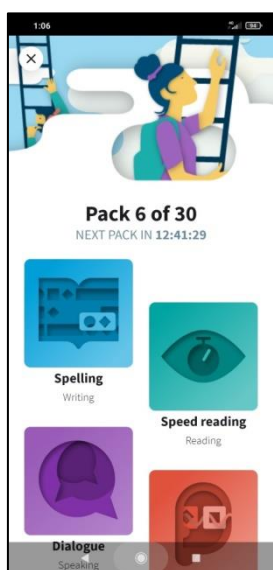 1:06
94
Pack 6 of 30
NEXT PACK IN 12:41:29
Spelling
Writing
Speed reading
Reading
Dialogue
Speaking